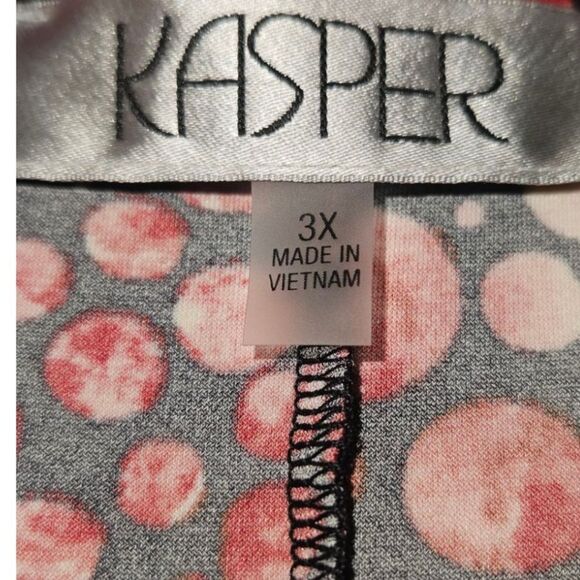 KASPER
3X
MADE IN
VIETNAM